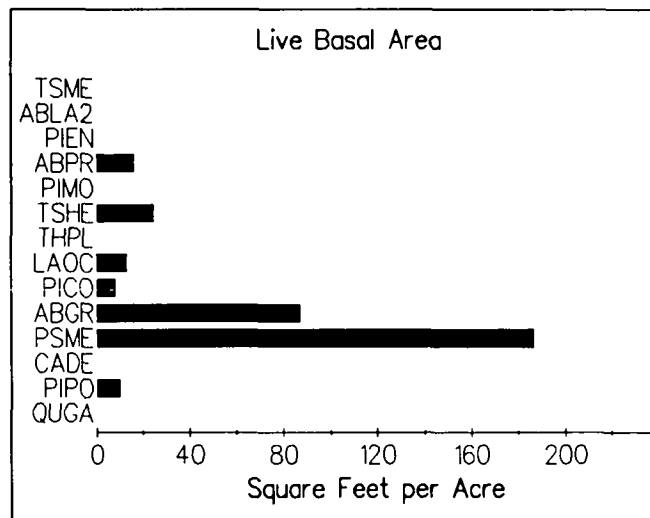 Live Basal Area
TSME
ABLA2
PIEN
ABPR
PIMO
TSHE
THPL
LAOC
PICO
ABGR
PSME
CADE
PIPO
QUGA
0 40 80 120 160 200
Square Feet per Acre